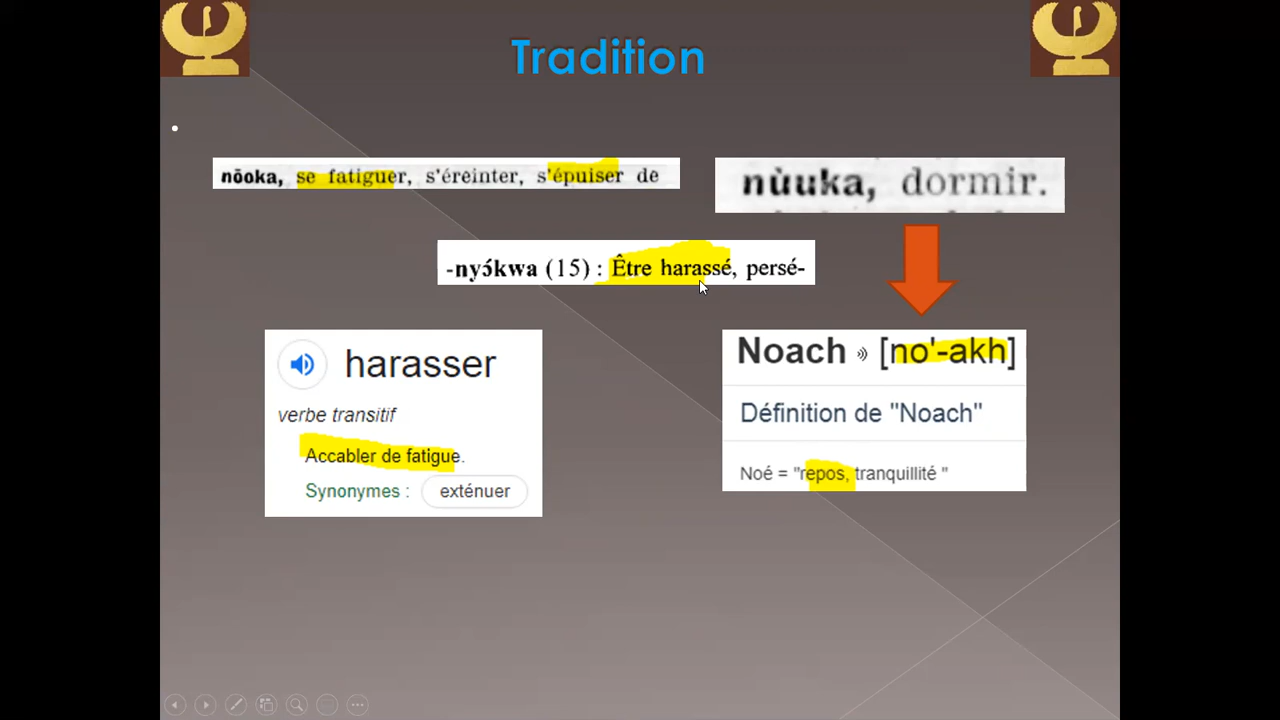 Tradition
nōoka, se fatiguer, s'éreinter, s'épuiser de
nùuka, dormir.
-nyɔ́kwa (15) : Être harassé, persé-
harasser
verbe transitif
Accabler de fatigue.
Synonymes : exténuer
Noach [no'-akh]
Définition de "Noach"
Noé = "repos, tranquillité "